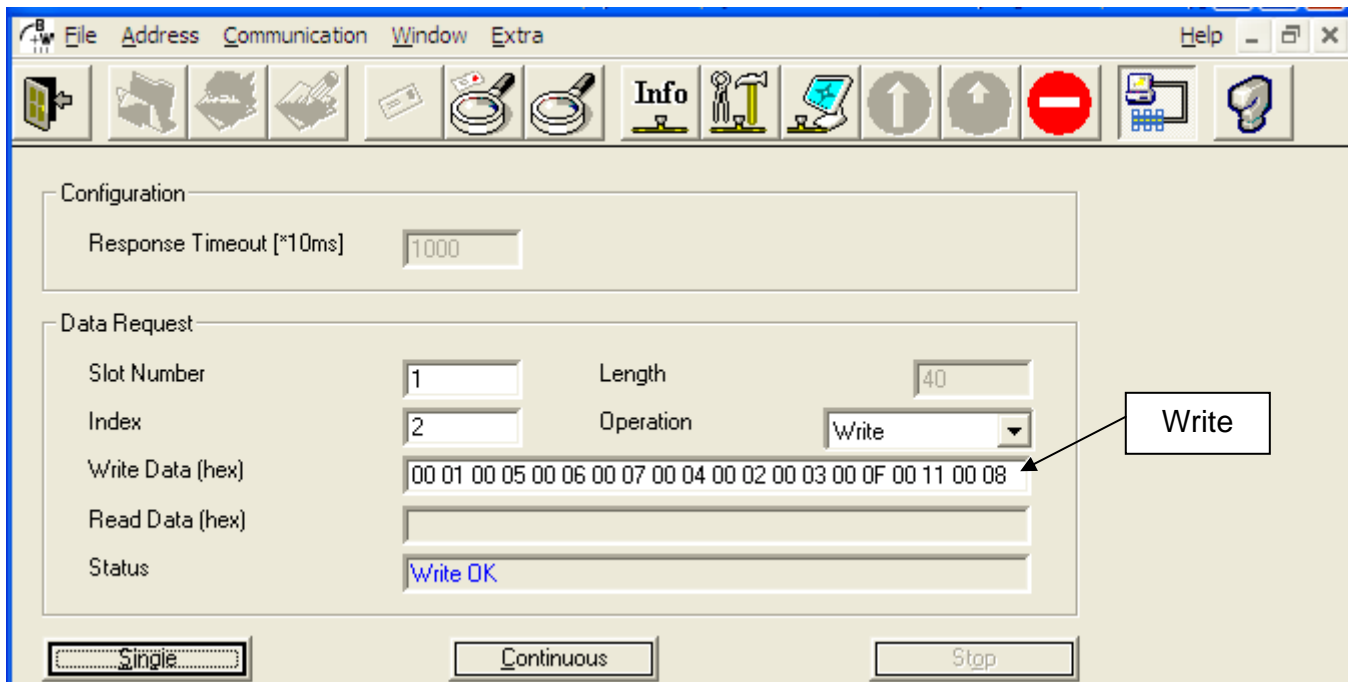 File Address Communication Window Extra Help
Info
Configuration
Response Timeout [*10ms] 1000
Data Request
Slot Number 1 Length 40
Index 2 Operation Write
Write
Write Data (hex) 00 01 00 05 00 06 00 07 00 04 00 02 00 03 00 0F 00 11 00 08
Read Data (hex)
Status Write OK
Single Continuous Stop